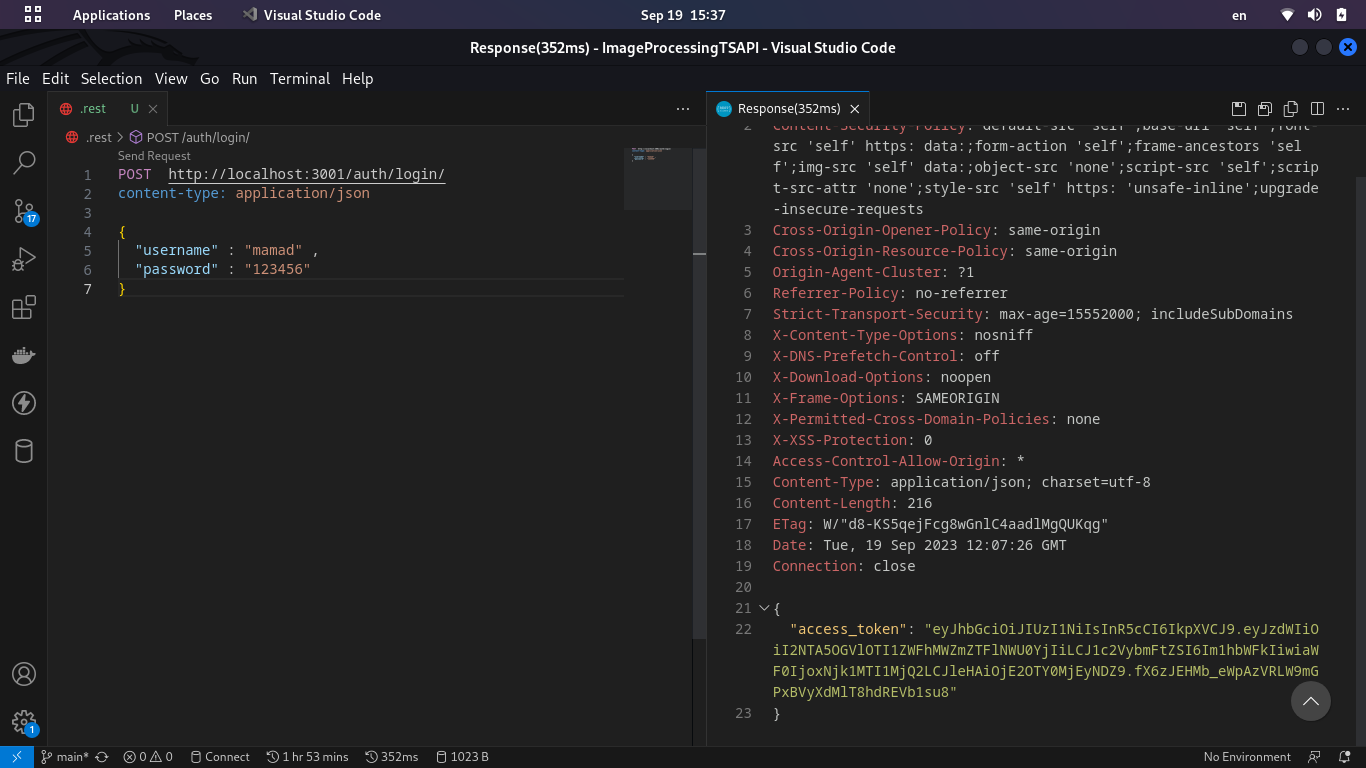 Applications Places Visual Studio Code Sep 19 15:37 en
Response(352ms) - ImageProcessingTSAPI - Visual Studio Code
File Edit Selection View Go Run Terminal Help
.rest U
.rest > POST /auth/login/
Send Request
1 POST http://localhost:3001/auth/login/
2 content-type: application/json
3
4 {
5 "username" : "mamad" ,
6 "password" : "123456"
7 }
17
1
Response(352ms)
2 Content-Security-Policy: default-src 'self';base-uri 'self';font-
src 'self' https: data:;form-action 'self';frame-ancestors 'sel
f';img-src 'self' data:;object-src 'none';script-src 'self';scrip
t-src-attr 'none';style-src 'self' https: 'unsafe-inline';upgrade
-insecure-requests
3 Cross-Origin-Opener-Policy: same-origin
4 Cross-Origin-Resource-Policy: same-origin
5 Origin-Agent-Cluster: ?1
6 Referrer-Policy: no-referrer
7 Strict-Transport-Security: max-age=15552000; includeSubDomains
8 X-Content-Type-Options: nosniff
9 X-DNS-Prefetch-Control: off
10 X-Download-Options: noopen
11 X-Frame-Options: SAMEORIGIN
12 X-Permitted-Cross-Domain-Policies: none
13 X-XSS-Protection: 0
14 Access-Control-Allow-Origin: *
15 Content-Type: application/json; charset=utf-8
16 Content-Length: 216
17 ETag: W/"d8-KS5qejFcg8wGnlC4aadlMgQUKqg"
18 Date: Tue, 19 Sep 2023 12:07:26 GMT
19 Connection: close
20
21 {
22 "access_token": "eyJhbGciOiJIUzI1NiIsInR5cCI6IkpXVCJ9.eyJzdWIiO
iI2NTA5OGVlOTI1ZWFhMWZmZTFlNWU0YjIiLCJ1c2VybmFtZSI6Im1hbWFkIiwiaW
F0IjoxNjk1MTI1MjQ2LCJleHAiOjE2OTY0MjEyNDZ9.fX6zJEHMb_eWpAzVRLW9mG
PxBVyXdMlT8hdREVb1su8"
23 }
main* 0 0 Connect 1 hr 53 mins 352ms 1023 B No Environment